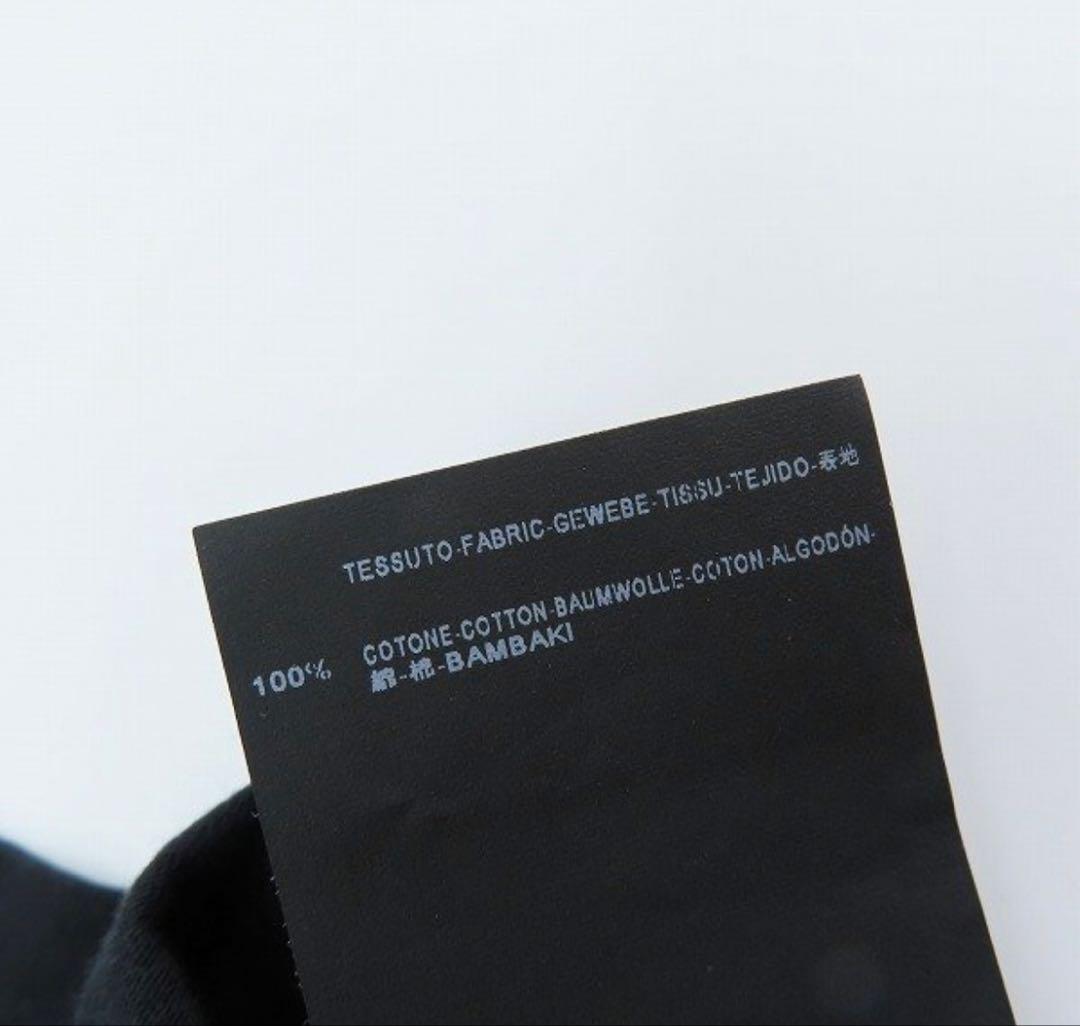 TESSUTO-FABRIC-GEWEBE-TISSU-TEJIDO-表地
100% COTONE-COTTON-BAUMWOLLE-COTON-ALGODÓN-
綿-棉-BAMBAKI